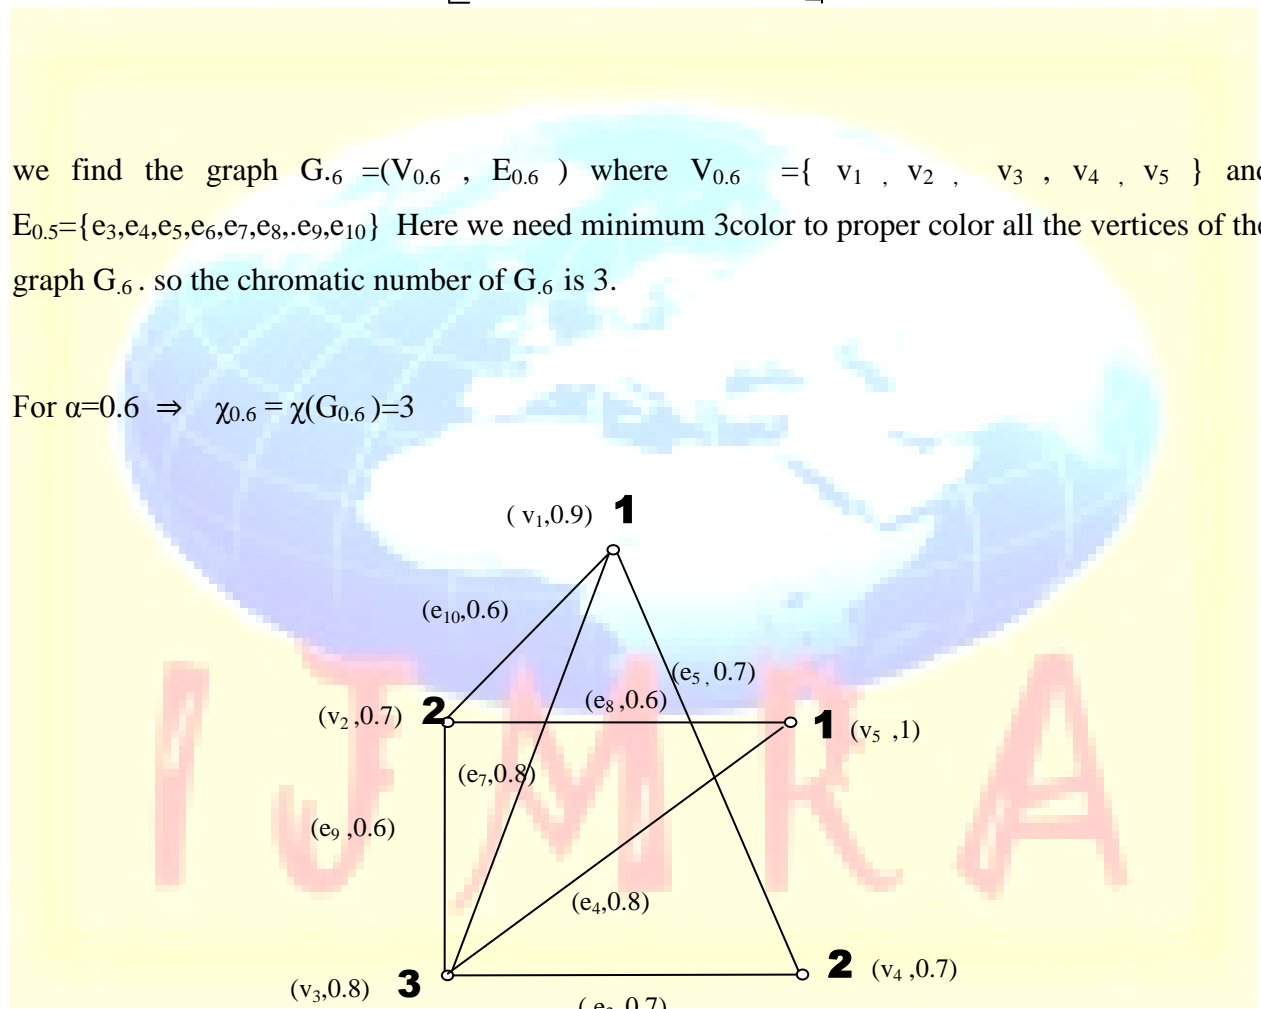 we find the graph G.₆ =(V₀.₆ , E₀.₆ ) where V₀.₆ ={ v₁ , v₂ , v₃ , v₄ , v₅ } and
E₀.₅={e₃,e₄,e₅,e₆,e₇,e₈,.e₉,e₁₀} Here we need minimum 3color to proper color all the vertices of the
graph G.₆ . so the chromatic number of G.₆ is 3.
For α=0.6 ⇒ χ₀.₆ = χ(G₀.₆ )=3
( v₁,0.9) 1
(e₁₀,0.6)
(e₅ , 0.7)
(e₈ ,0.6)
(v₂ ,0.7) 2
1 (v₅ ,1)
(e₇,0.8)
(e₉ ,0.6)
(e₄,0.8)
(v₃,0.8) 3
2 (v₄ ,0.7)
IJMRA